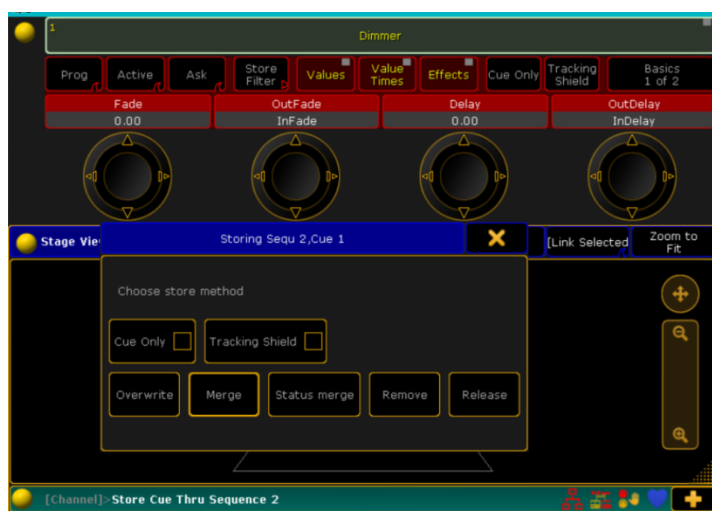 1
Dimmer
Prog Active Ask Store Filter Values Value Times Effects Cue Only Tracking Shield Basics 1 of 2
Fade OutFade Delay OutDelay
0.00 InFade 0.00 InDelay
Stage Vie Storing Sequ 2,Cue 1 [Link Selected Zoom to Fit
Choose store method
Cue Only Tracking Shield
Overwrite Merge Status merge Remove Release
[Channel]>Store Cue Thru Sequence 2